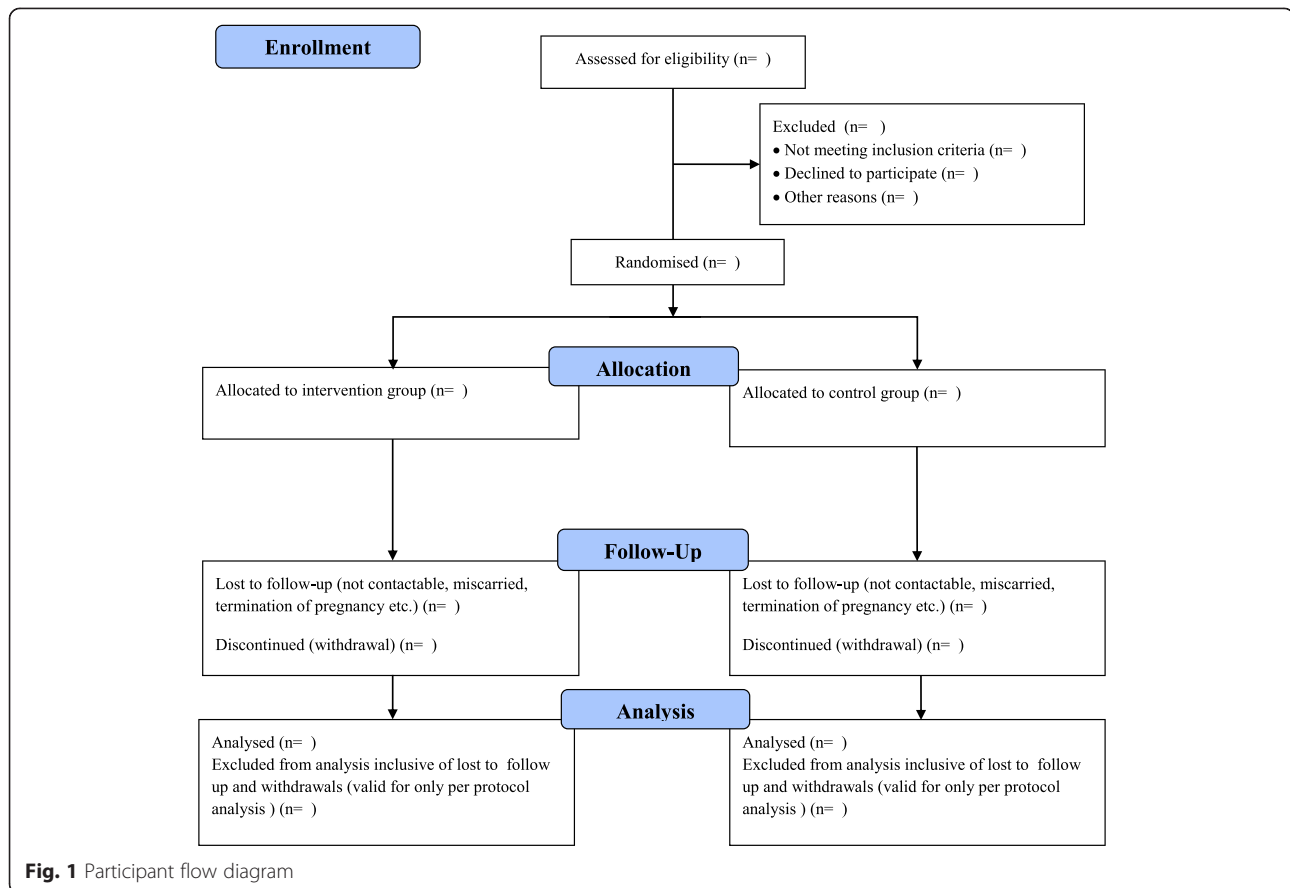 Enrollment
Assessed for eligibility (n=  )
Excluded  (n=   )
• Not meeting inclusion criteria (n=  )
• Declined to participate (n=  )
• Other reasons (n=  )
Randomised (n=  )
Allocation
Allocated to intervention group (n=  )
Allocated to control group (n=  )
Follow-Up
Lost to follow-up (not contactable, miscarried,
termination of pregnancy etc.) (n=  )
Discontinued (withdrawal) (n=  )
Lost to follow-up (not contactable, miscarried,
termination of pregnancy etc.) (n=  )
Discontinued (withdrawal) (n=  )
Analysis
Analysed (n=  )
Excluded from analysis inclusive of lost to  follow
up and withdrawals (valid for only per protocol
analysis ) (n=  )
Analysed (n=  )
Excluded from analysis inclusive of lost to  follow
up and withdrawals (valid for only per protocol
analysis ) (n=  )
Fig. 1 Participant flow diagram